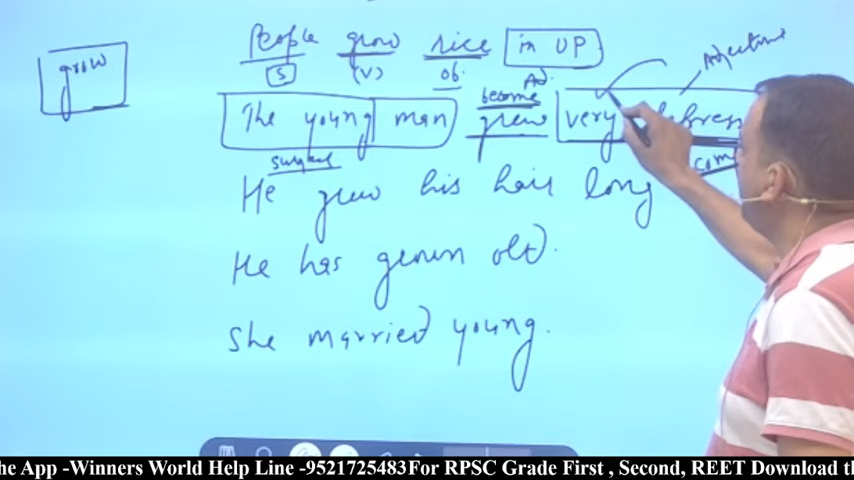 grow
People grow rice in UP
S (V) ob. Ad.
Adjective
become
The young man grew very
subject com
He grew his hair long
He has grown old.
She married young.
he App -Winners World Help Line -9521725483For RPSC Grade First , Second, REET Download th